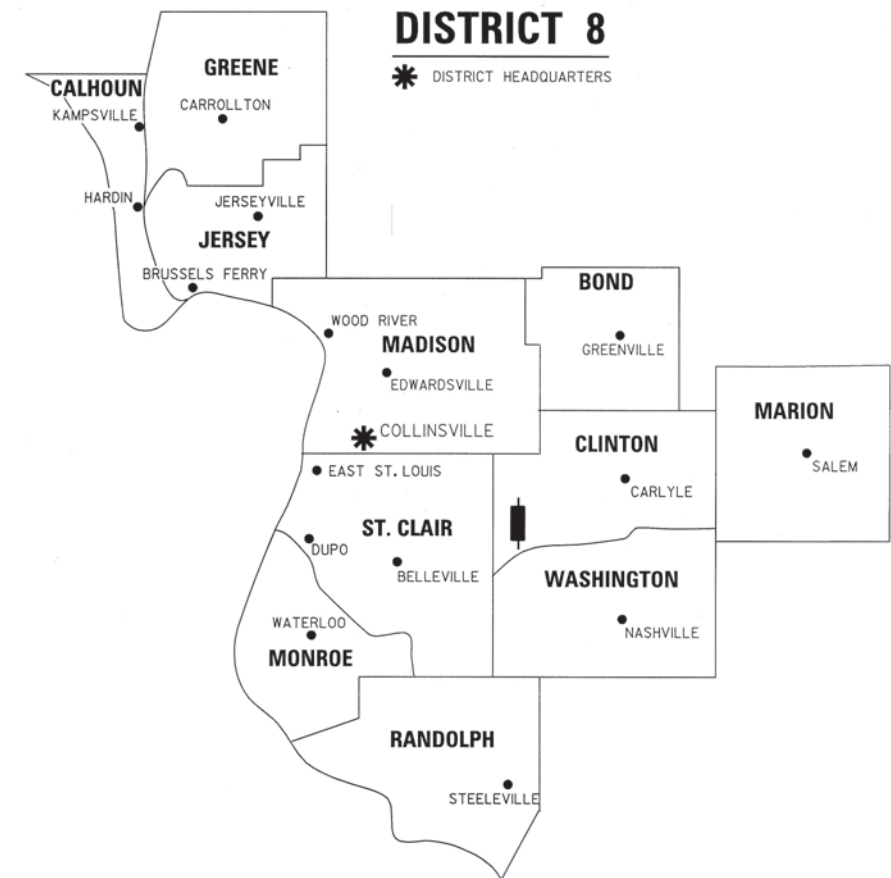 DISTRICT 8
DISTRICT HEADQUARTERS
GREENE
CALHOUN
CARROLLTON
KAMPSVILLE
HARDIN
JERSEYVILLE
JERSEY
BRUSSELS FERRY
BOND
WOOD RIVER
MADISON
GREENVILLE
EDWARDSVILLE
MARION
COLLINSVILLE
CLINTON
SALEM
EAST ST. LOUIS
CARLYLE
ST. CLAIR
DUPO
BELLEVILLE
WASHINGTON
WATERLOO
NASHVILLE
MONROE
RANDOLPH
STEELEVILLE